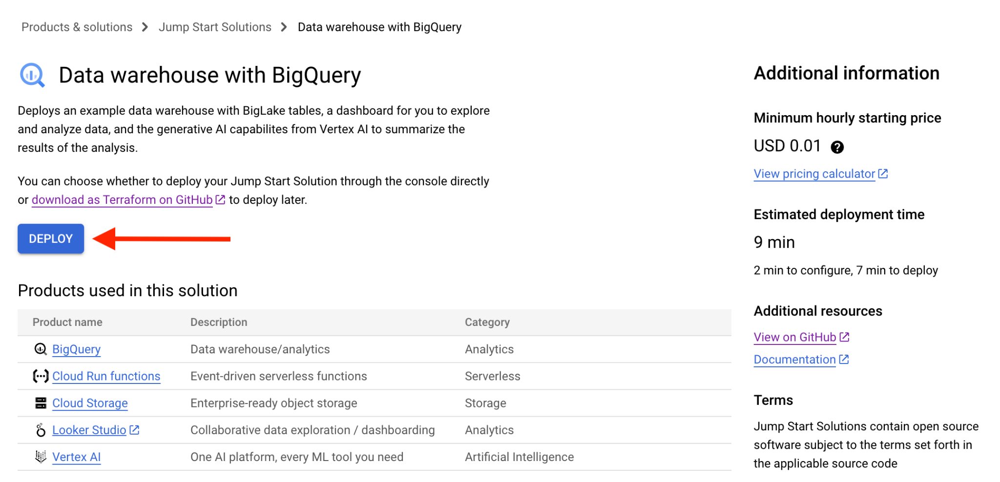 Products & solutions > Jump Start Solutions > Data warehouse with BigQuery
Data warehouse with BigQuery
Deploys an example data warehouse with BigLake tables, a dashboard for you to explore
and analyze data, and the generative AI capabilites from Vertex AI to summarize the
results of the analysis.
You can choose whether to deploy your Jump Start Solution through the console directly
or download as Terraform on GitHub to deploy later.
DEPLOY
Products used in this solution
Product name Description Category
BigQuery Data warehouse/analytics Analytics
Cloud Run functions Event-driven serverless functions Serverless
Cloud Storage Enterprise-ready object storage Storage
Looker Studio Collaborative data exploration / dashboarding Analytics
Vertex AI One AI platform, every ML tool you need Artificial Intelligence
Additional information
Minimum hourly starting price
USD 0.01 ?
View pricing calculator
Estimated deployment time
9 min
2 min to configure, 7 min to deploy
Additional resources
View on GitHub
Documentation
Terms
Jump Start Solutions contain open source
software subject to the terms set forth in
the applicable source code